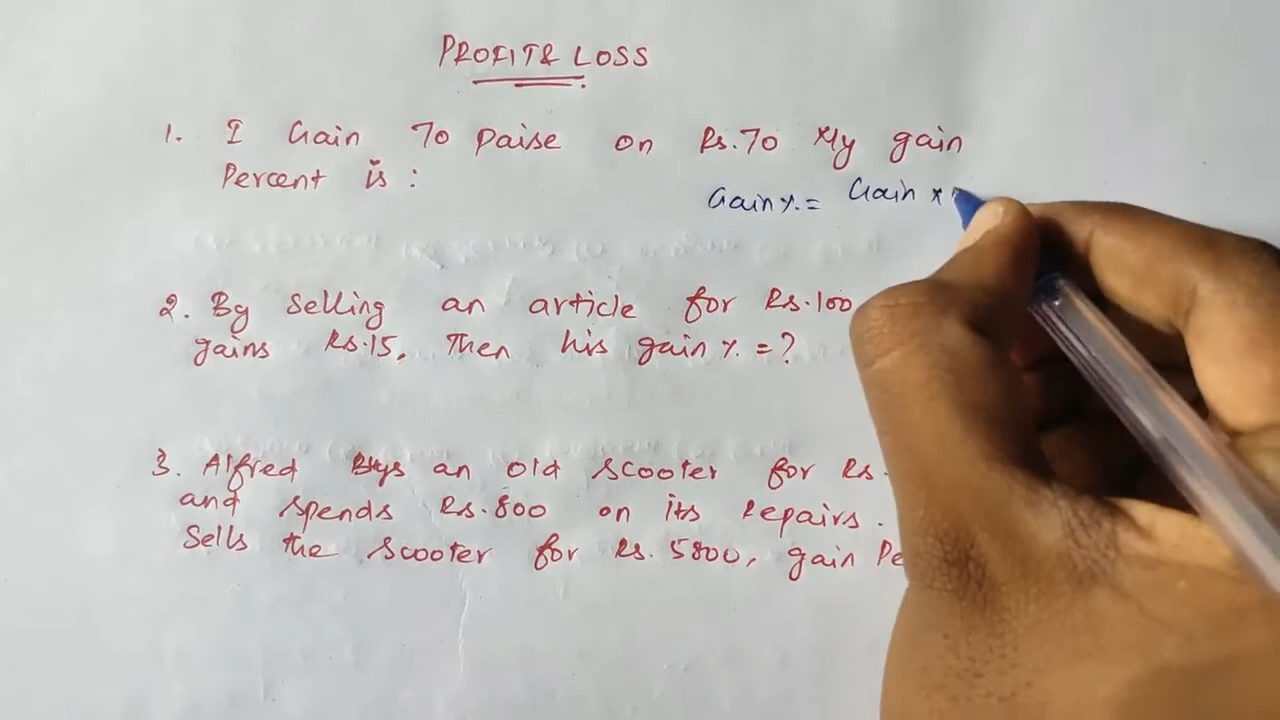 PROFIT & LOSS
1. I Gain 70 Paise on Rs.70 My gain
Percent is :
Gain % = Gain ×
2. By Selling an article for Rs.100
gains Rs.15, Then his gain % = ?
3. Alfred Buys an old scooter for Rs.
and spends Rs.800 on its Repairs.
Sells the scooter for Rs. 5800, gain Pe